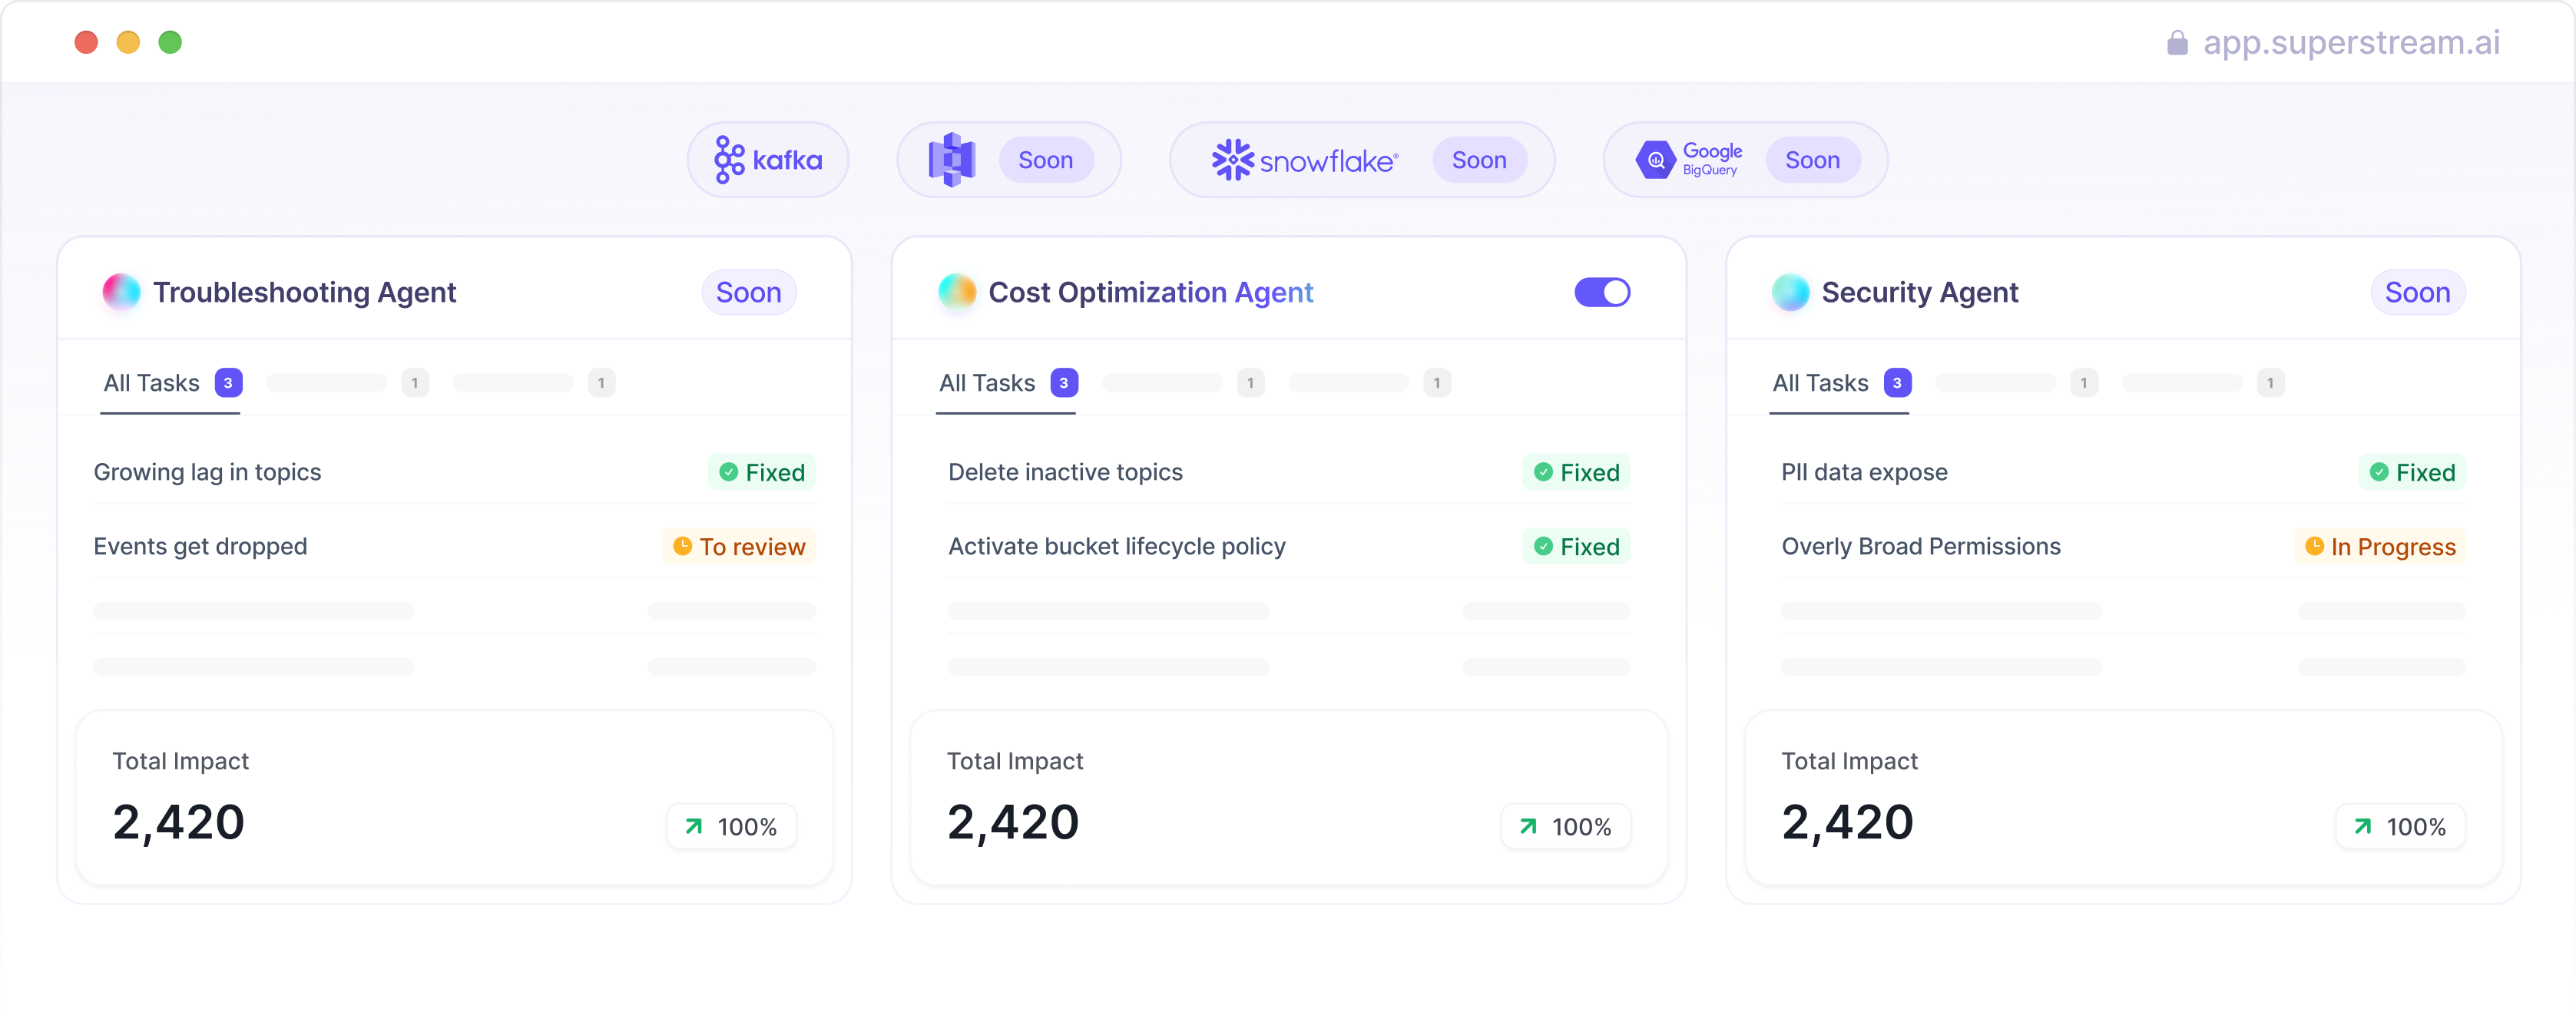 app.superstream.ai
kafka
Soon
snowflake®
Soon
Google
BigQuery
Soon
Troubleshooting Agent
Soon
All Tasks 3
1
1
Growing lag in topics
Fixed
Events get dropped
To review
Total Impact
2,420
100%
Cost Optimization Agent
All Tasks 3
1
1
Delete inactive topics
Fixed
Activate bucket lifecycle policy
Fixed
Total Impact
2,420
100%
Security Agent
Soon
All Tasks 3
1
1
PII data expose
Fixed
Overly Broad Permissions
In Progress
Total Impact
2,420
100%